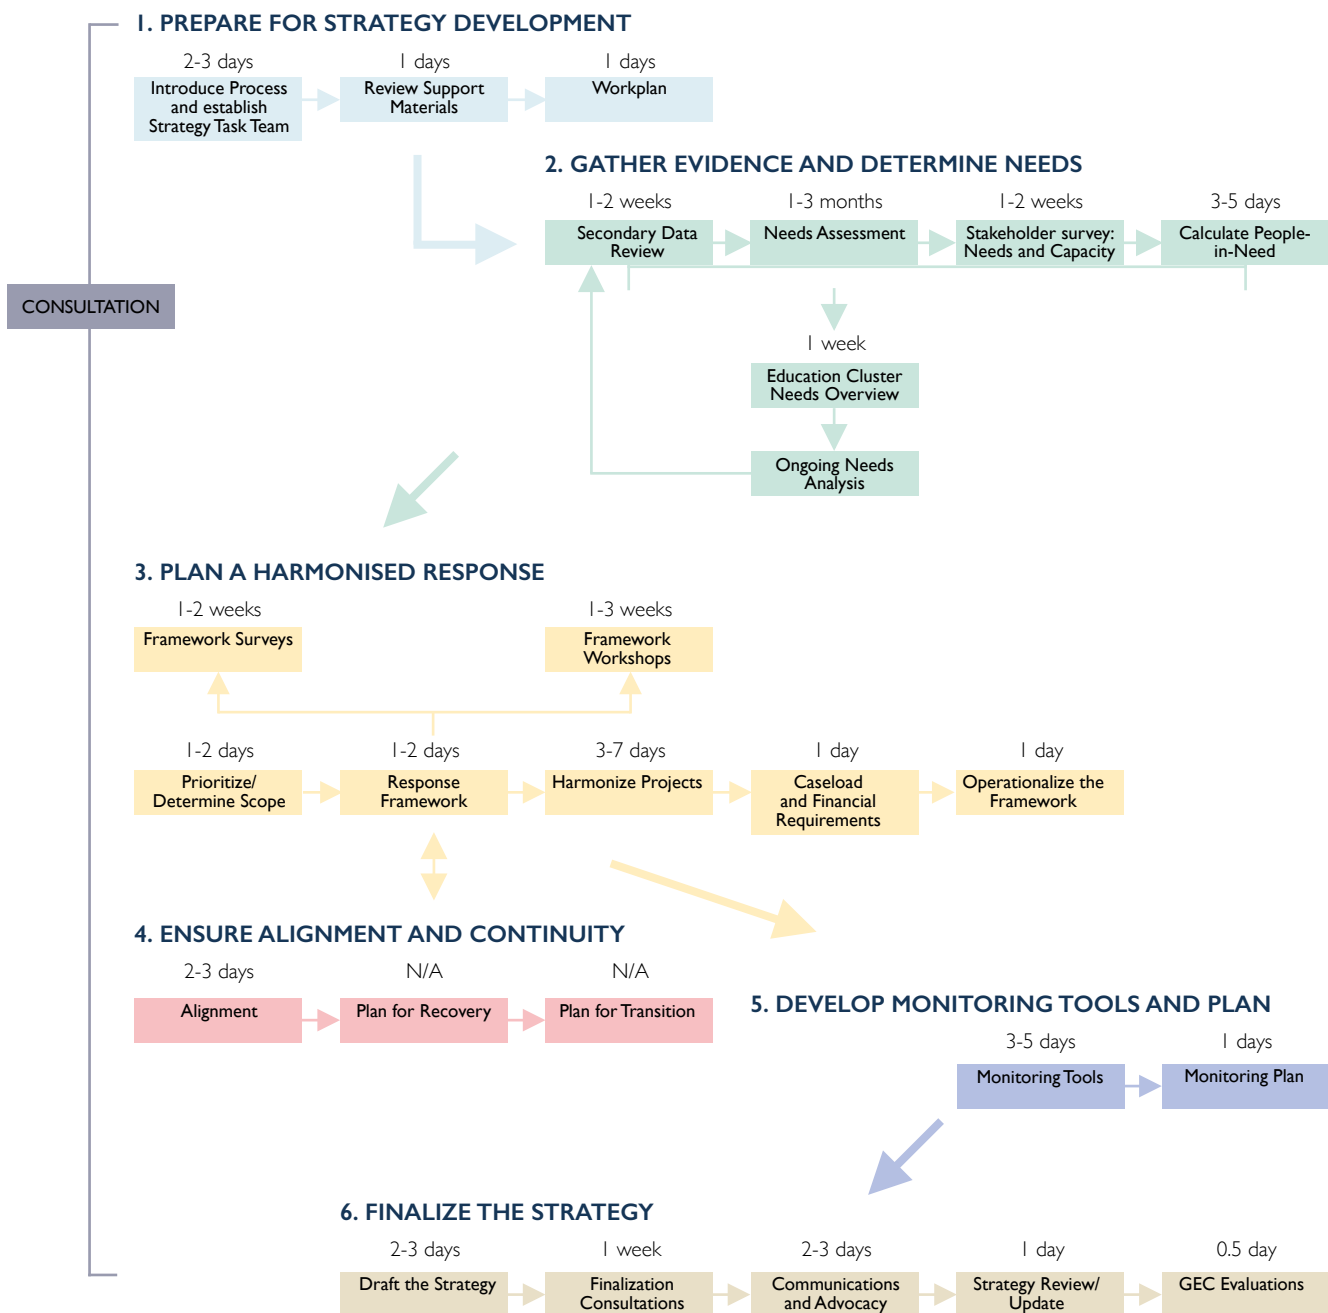 1. PREPARE FOR STRATEGY DEVELOPMENT
2-3 days
Introduce Process
and establish
Strategy Task Team
1 days
Review Support
Materials
1 days
Workplan
2. GATHER EVIDENCE AND DETERMINE NEEDS
1-2 weeks
Secondary Data
Review
1-3 months
Needs Assessment
1-2 weeks
Stakeholder survey:
Needs and Capacity
3-5 days
Calculate People-
in-Need
CONSULTATION
1 week
Education Cluster
Needs Overview
Ongoing Needs
Analysis
3. PLAN A HARMONISED RESPONSE
1-2 weeks
Framework Surveys
1-3 weeks
Framework
Workshops
1-2 days
Prioritize/
Determine Scope
1-2 days
Response
Framework
3-7 days
Harmonize Projects
1 day
Caseload
and Financial
Requirements
1 day
Operationalize the
Framework
4. ENSURE ALIGNMENT AND CONTINUITY
2-3 days
Alignment
N/A
Plan for Recovery
N/A
Plan for Transition
5. DEVELOP MONITORING TOOLS AND PLAN
3-5 days
Monitoring Tools
1 days
Monitoring Plan
6. FINALIZE THE STRATEGY
2-3 days
Draft the Strategy
1 week
Finalization
Consultations
2-3 days
Communications
and Advocacy
1 day
Strategy Review/
Update
0.5 day
GEC Evaluations